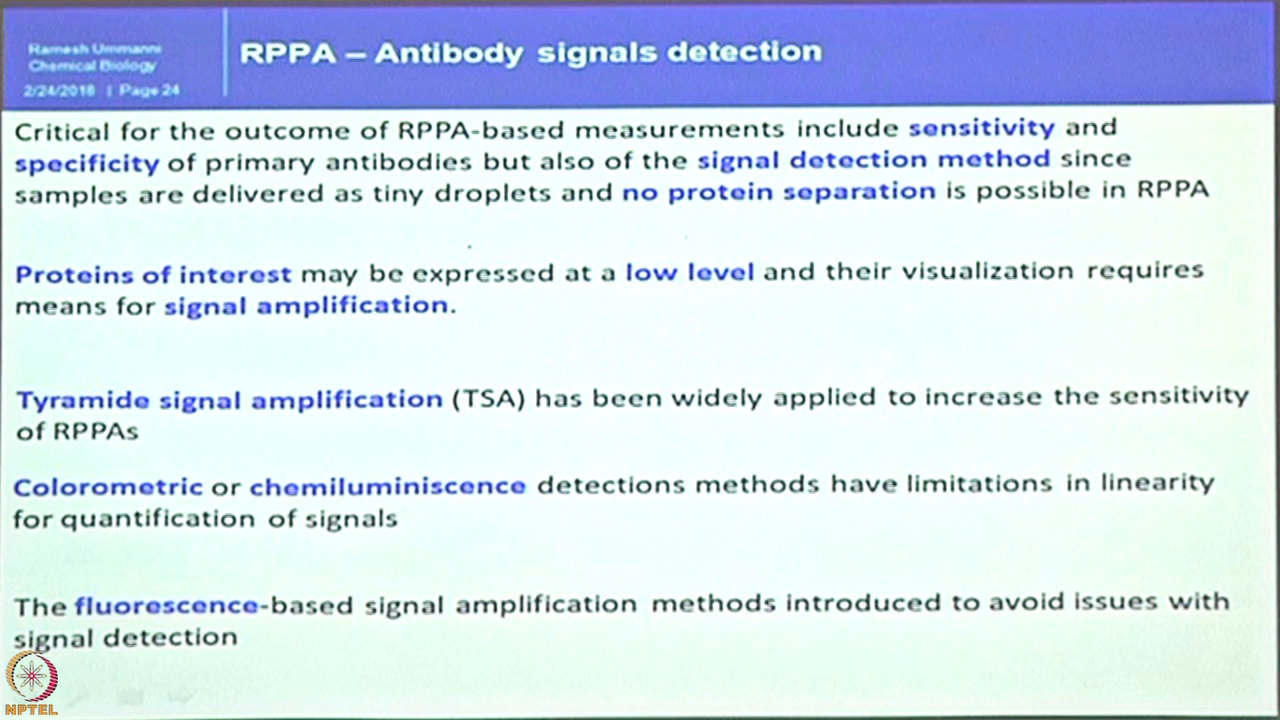 Ramesh Ummanni
Chemical Biology
2/24/2018 | Page 24
RPPA – Antibody signals detection
Critical for the outcome of RPPA-based measurements include sensitivity and
specificity of primary antibodies but also of the signal detection method since
samples are delivered as tiny droplets and no protein separation is possible in RPPA
Proteins of interest may be expressed at a low level and their visualization requires
means for signal amplification.
Tyramide signal amplification (TSA) has been widely applied to increase the sensitivity
of RPPAs
Colorometric or chemiluminiscence detections methods have limitations in linearity
for quantification of signals
The fluorescence-based signal amplification methods introduced to avoid issues with
signal detection
NPTEL